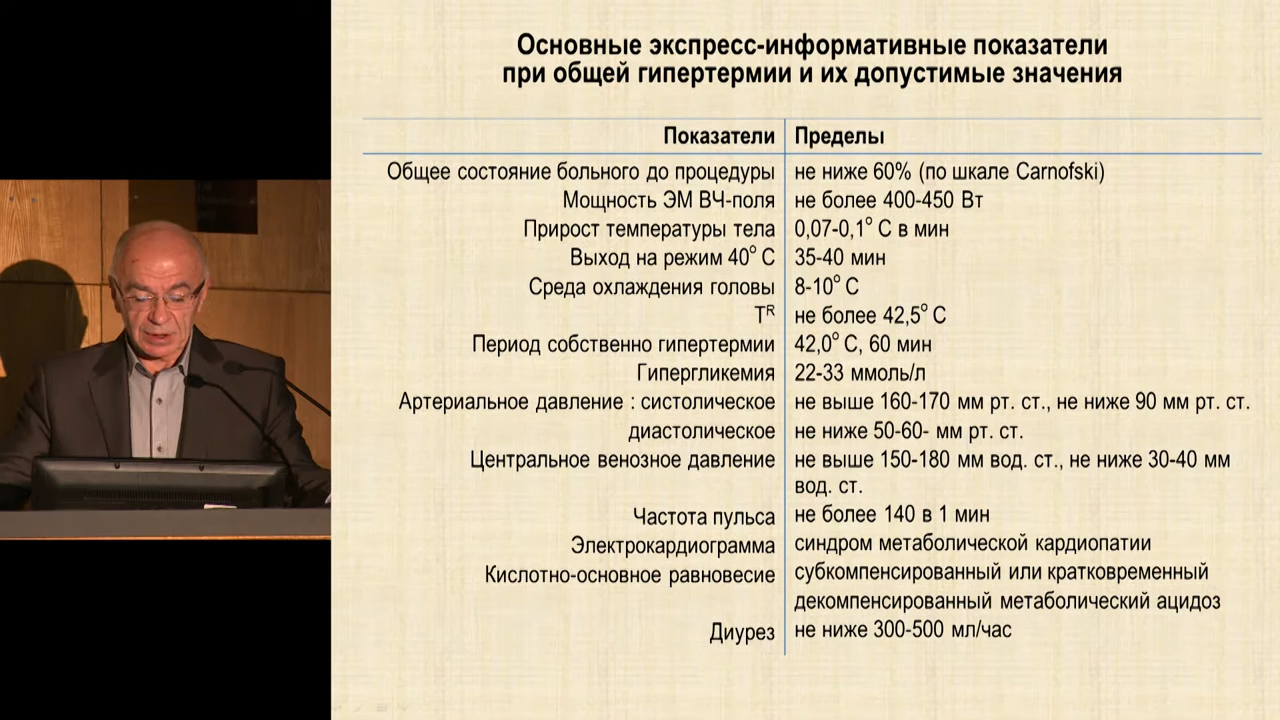 Основные экспресс-информативные показатели
при общей гипертермии и их допустимые значения
Показатели Пределы
Общее состояние больного до процедуры не ниже 60% (по шкале Carnofski)
Мощность ЭМ ВЧ-поля не более 400-450 Вт
Прирост температуры тела 0,07-0,1º С в мин
Выход на режим 40º С 35-40 мин
Среда охлаждения головы 8-10º С
Tᴿ не более 42,5º С
Период собственно гипертермии 42,0º С, 60 мин
Гипергликемия 22-33 ммоль/л
Артериальное давление : систолическое не выше 160-170 мм рт. ст., не ниже 90 мм рт. ст.
диастолическое не ниже 50-60- мм рт. ст.
Центральное венозное давление не выше 150-180 мм вод. ст., не ниже 30-40 мм
вод. ст.
Частота пульса не более 140 в 1 мин
Электрокардиограмма синдром метаболической кардиопатии
Кислотно-основное равновесие субкомпенсированный или кратковременный
декомпенсированный метаболический ацидоз
Диурез не ниже 300-500 мл/час